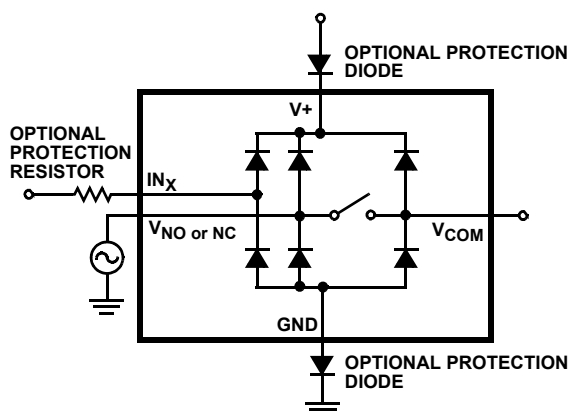 OPTIONAL PROTECTION
DIODE
V+
OPTIONAL
PROTECTION
RESISTOR
INX
VNO or NC
VCOM
GND
OPTIONAL PROTECTION
DIODE